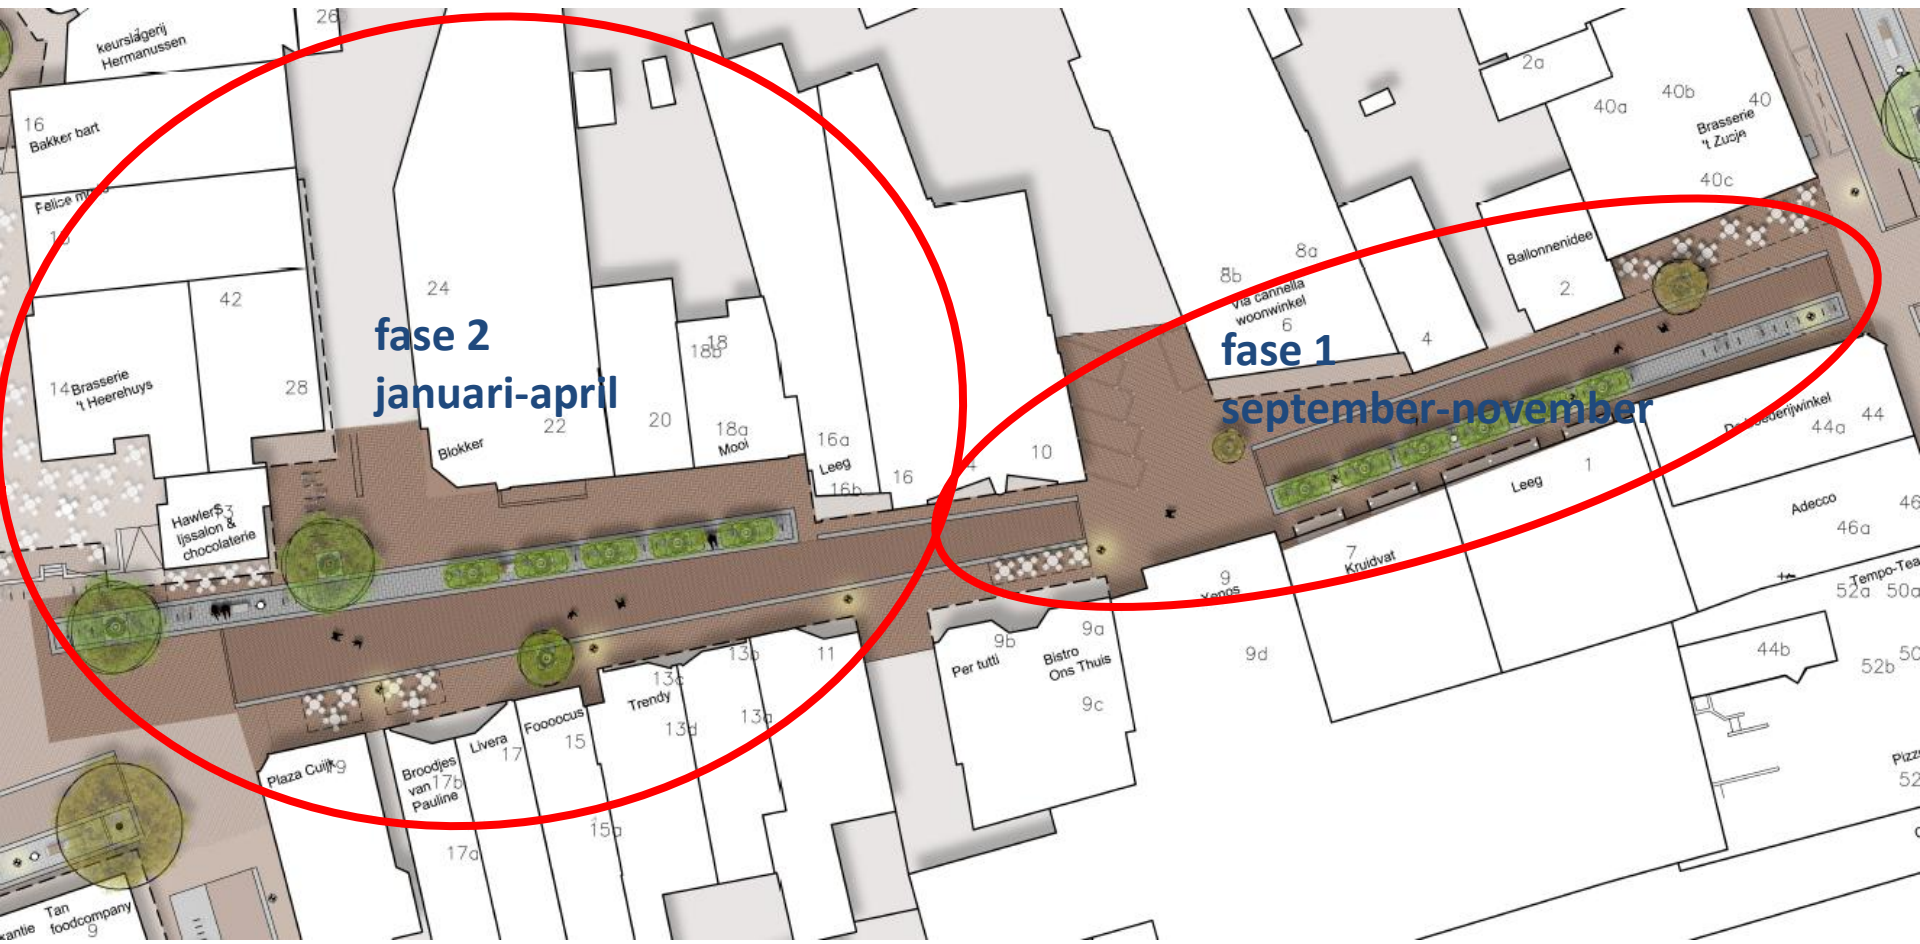 keurslagerij
Hermanussen
26
16
Bakker bart
42
24
28
14
Brasserie
't Heerehuys
fase 2
januari-april
Blokker
22
20
18
18b
18a
Mooi
16a
Leeg
16b
16
10
Hawler's
Ijssalon &
chocolaterie
Plaza Cuijk
Broodjes
van
Pauline
17b
17a
Livera
17
Foooocus
15
15a
Trendy
13c
13d
13b
13a
11
Per tutti
9b
Bistro
Ons Thuis
9a
9c
9
Xenos
9d
7
Kruidvat
fase 1
september-november
8b
8a
Via cannella
woonwinkel
6
4
Ballonnenidee
2
2a
40a
40b
40
Brasserie
't Zusje
40c
1
Leeg
44a
44
Adecco
46a
46
52a
50a
44b
52b
Tan
foodcompany
9